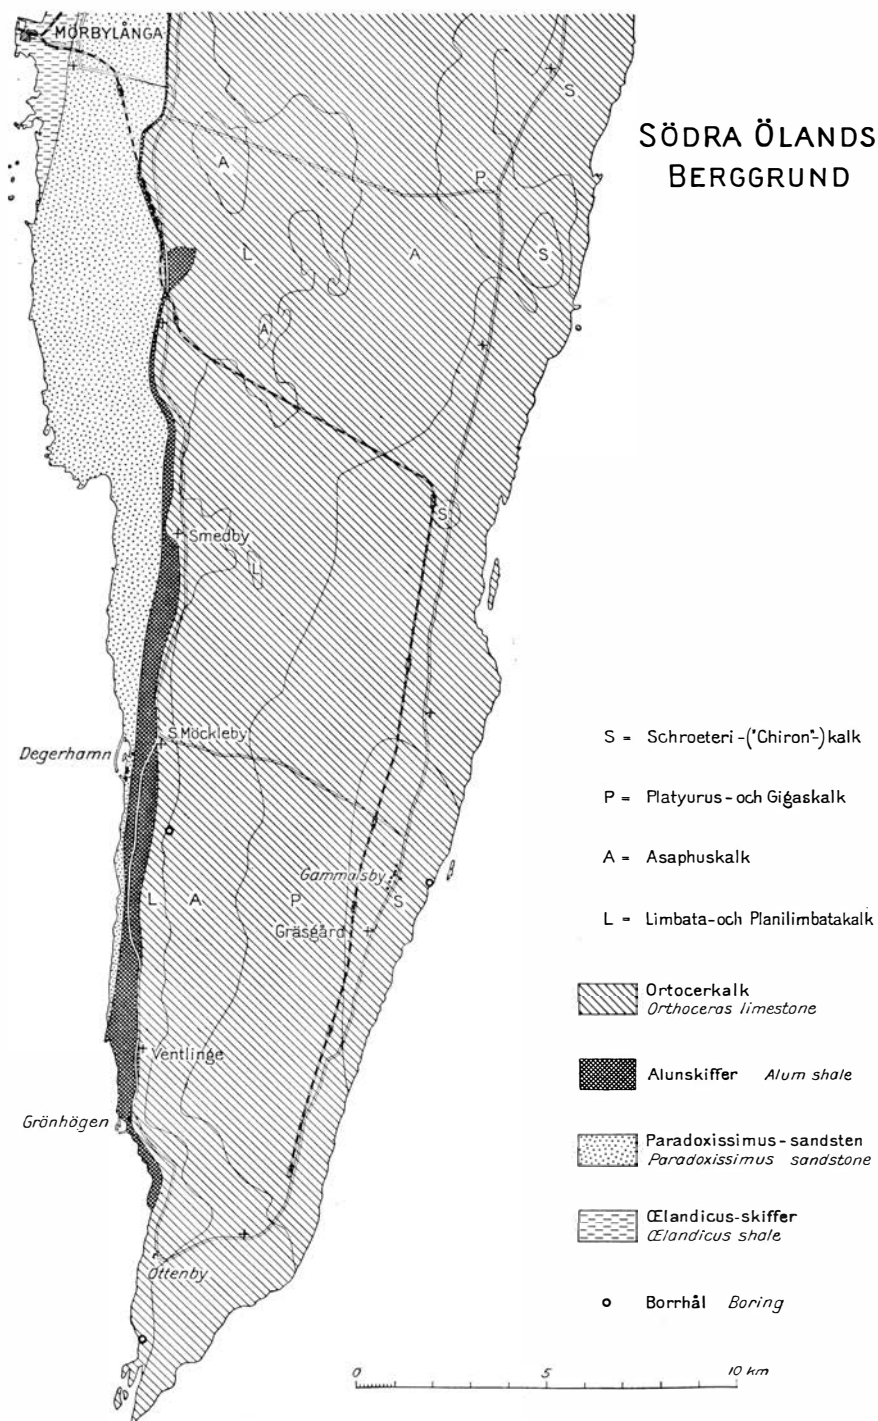 MÖRBYLÅNGA
S
SÖDRA ÖLANDS
BERGGRUND
A
P
L
A
S
A
S
Smedby
L
S. Möckleby
Degerhamn
S = Schroeteri-("Chiron"-)kalk
P = Platyurus- och Gigaskalk
A = Asaphuskalk
L = Limbata- och Planilimbatakalk
Gammalsby
L A P S
Gräsgård
Ortocerkalk
Orthoceras limestone
Ventlinge
Alunskiffer Alum shale
Grönhögen
Paradoxissimus-sandsten
Paradoxissimus sandstone
Œlandicus-skiffer
Œlandicus shale
Ottenby
Borrhål Boring
0 5 10 km